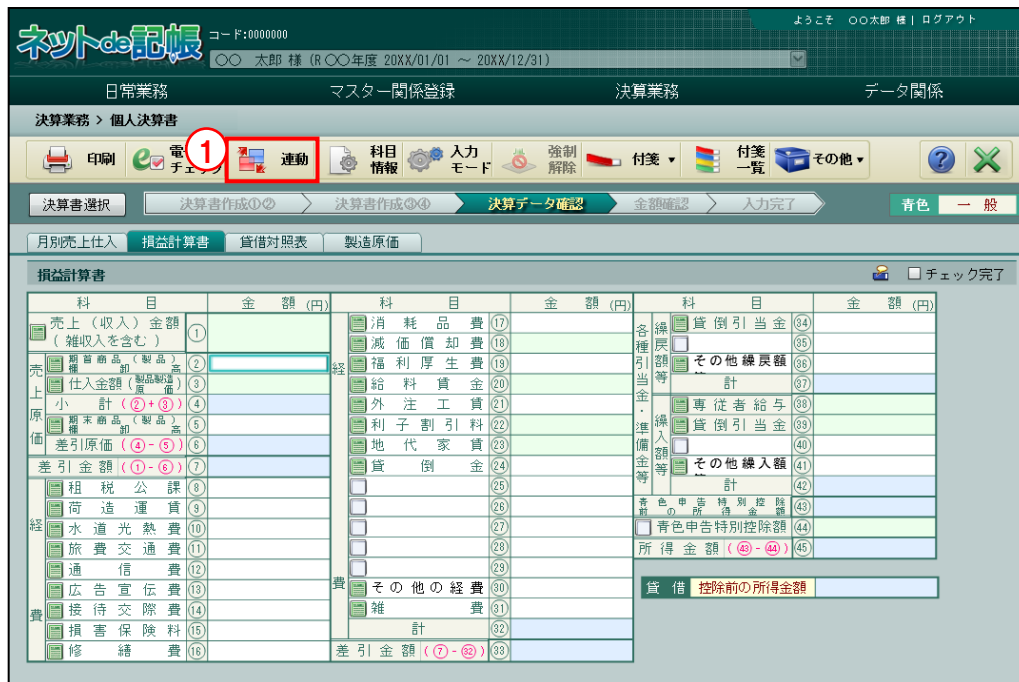 ようこそ ○○太郎 様 | ログアウト
ネットde記帳
コード:0000000
○○ 太郎 様 (R○○年度 20XX/01/01 ～ 20XX/12/31)
日常業務 マスター関係登録 決算業務 データ関係
決算業務 > 個人決算書
①
印刷 連動 科目情報 入力モード 強制解除 付箋 付箋一覧 その他
決算書選択 決算書作成①② 決算書作成③④ 決算データ確認 金額確認 入力完了 青色 一般
月別売上仕入 損益計算書 貸借対照表 製造原価
損益計算書 チェック完了
科目 金額(円) 科目 金額(円) 科目 金額(円)
売上(収入)金額(雑収入を含む) ①
売上原価
期首商品(製品)棚卸高 ②
仕入金額(製品製造原価) ③
小計(②+③) ④
期末商品(製品)棚卸高 ⑤
差引原価(④-⑤) ⑥
差引金額(①-⑥) ⑦
経費
租税公課 ⑧
荷造運賃 ⑨
水道光熱費 ⑩
旅費交通費 ⑪
通信費 ⑫
広告宣伝費 ⑬
接待交際費 ⑭
損害保険料 ⑮
修繕費 ⑯
経費
消耗品費 ⑰
減価償却費 ⑱
福利厚生費 ⑲
給料賃金 ⑳
外注工賃 ㉑
利子割引料 ㉒
地代家賃 ㉓
貸倒金 ㉔
㉕
㉖
㉗
㉘
㉙
その他の経費 ㉚
雑費 ㉛
計 ㉜
差引金額(⑦-㉜) ㉝
各種引当金・準備金等
繰戻額等
貸倒引当金 ㉞
㉟
その他繰戻額 ㊱
計 ㊲
繰入額等
専従者給与 ㊳
貸倒引当金 ㊴
㊵
その他繰入額 ㊶
計 ㊷
青色申告特別控除前の所得金額 ㊸
青色申告特別控除額 ㊹
所得金額(㊸-㊹) ㊺
貸借 控除前の所得金額